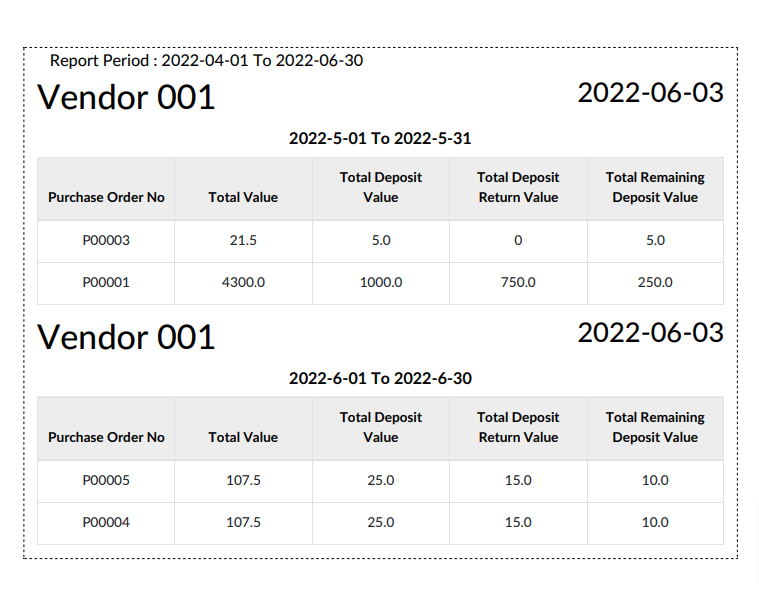 Report Period : 2022-04-01 To 2022-06-30
Vendor 001 2022-06-03
2022-5-01 To 2022-5-31
Purchase Order No Total Value Total Deposit Value Total Deposit Return Value Total Remaining Deposit Value
P00003 21.5 5.0 0 5.0
P00001 4300.0 1000.0 750.0 250.0
Vendor 001 2022-06-03
2022-6-01 To 2022-6-30
Purchase Order No Total Value Total Deposit Value Total Deposit Return Value Total Remaining Deposit Value
P00005 107.5 25.0 15.0 10.0
P00004 107.5 25.0 15.0 10.0